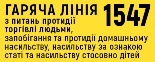 ГАРЯЧА ЛІНІЯ 1547
з питань протидії
торгівлі людьми,
запобігання та протидії домашньому
насильству, насильству за ознакою
статі та насильству стосовно дітей